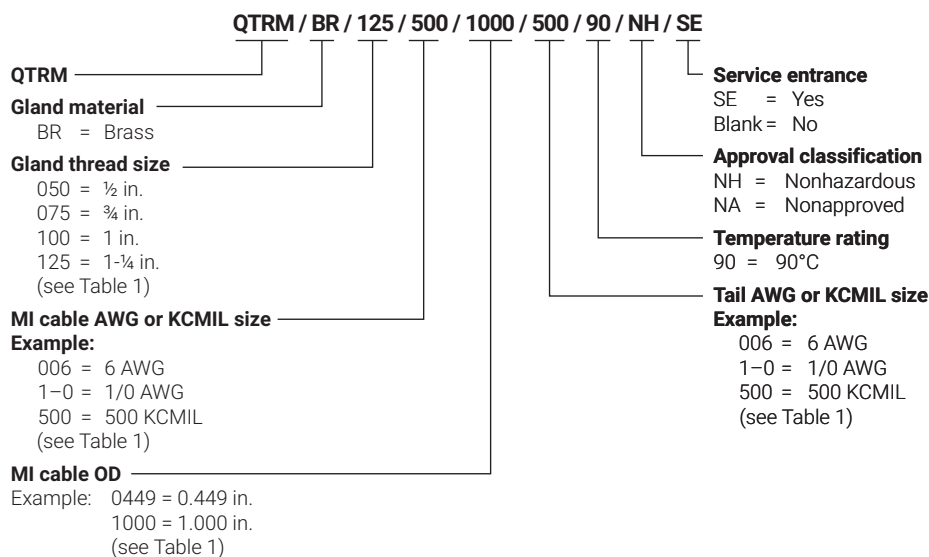 QTRM / BR / 125 / 500 / 1000 / 500 / 90 / NH / SE
QTRM
Gland material
BR = Brass
Gland thread size
050 = ½ in.
075 = ¾ in.
100 = 1 in.
125 = 1-¼ in.
(see Table 1)
MI cable AWG or KCMIL size
Example:
006 = 6 AWG
1–0 = 1/0 AWG
500 = 500 KCMIL
(see Table 1)
MI cable OD
Example: 0449 = 0.449 in.
1000 = 1.000 in.
(see Table 1)
Service entrance
SE = Yes
Blank = No
Approval classification
NH = Nonhazardous
NA = Nonapproved
Temperature rating
90 = 90°C
Tail AWG or KCMIL size
Example:
006 = 6 AWG
1–0 = 1/0 AWG
500 = 500 KCMIL
(see Table 1)